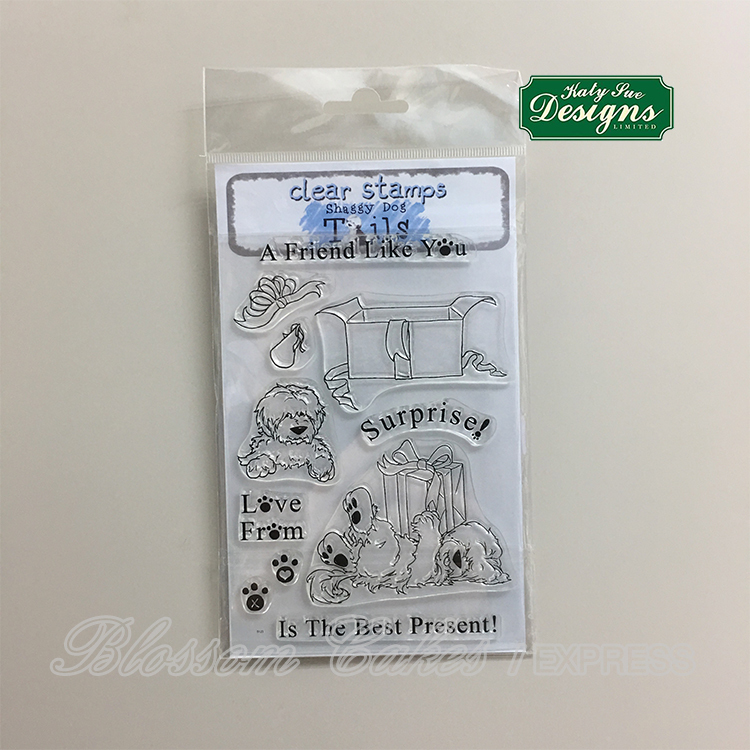 Katy Sue
Designs
LIMITED
clear stamps
Shaggy Dog
Tails
A Friend Like You
Surprise!
Love
From
X
Is The Best Present!
Blossom Cakes / EXPRESS